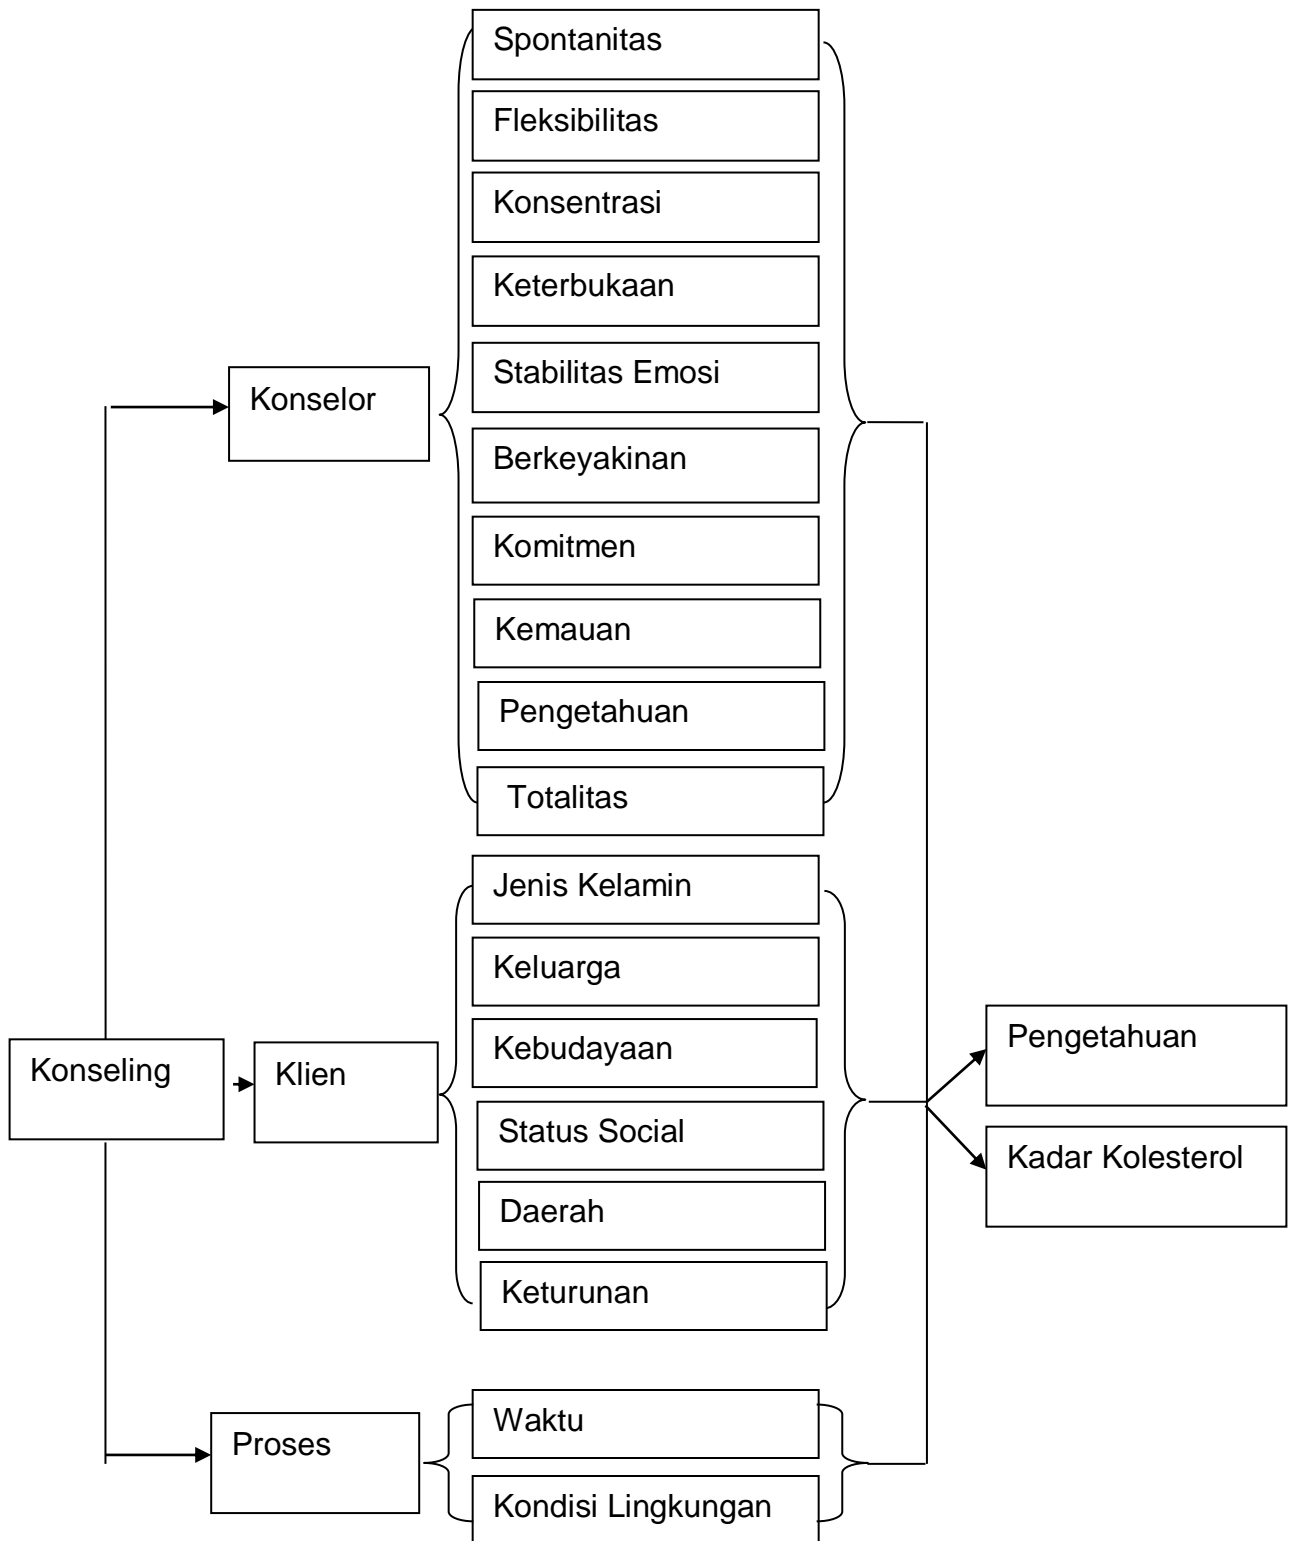 Spontanitas
Fleksibilitas
Konsentrasi
Keterbukaan
Stabilitas Emosi
Konselor
Berkeyakinan
Komitmen
Kemauan
Pengetahuan
Totalitas
Jenis Kelamin
Keluarga
Kebudayaan
Konseling
Klien
Status Social
Daerah
Keturunan
Pengetahuan
Kadar Kolesterol
Proses
Waktu
Kondisi Lingkungan